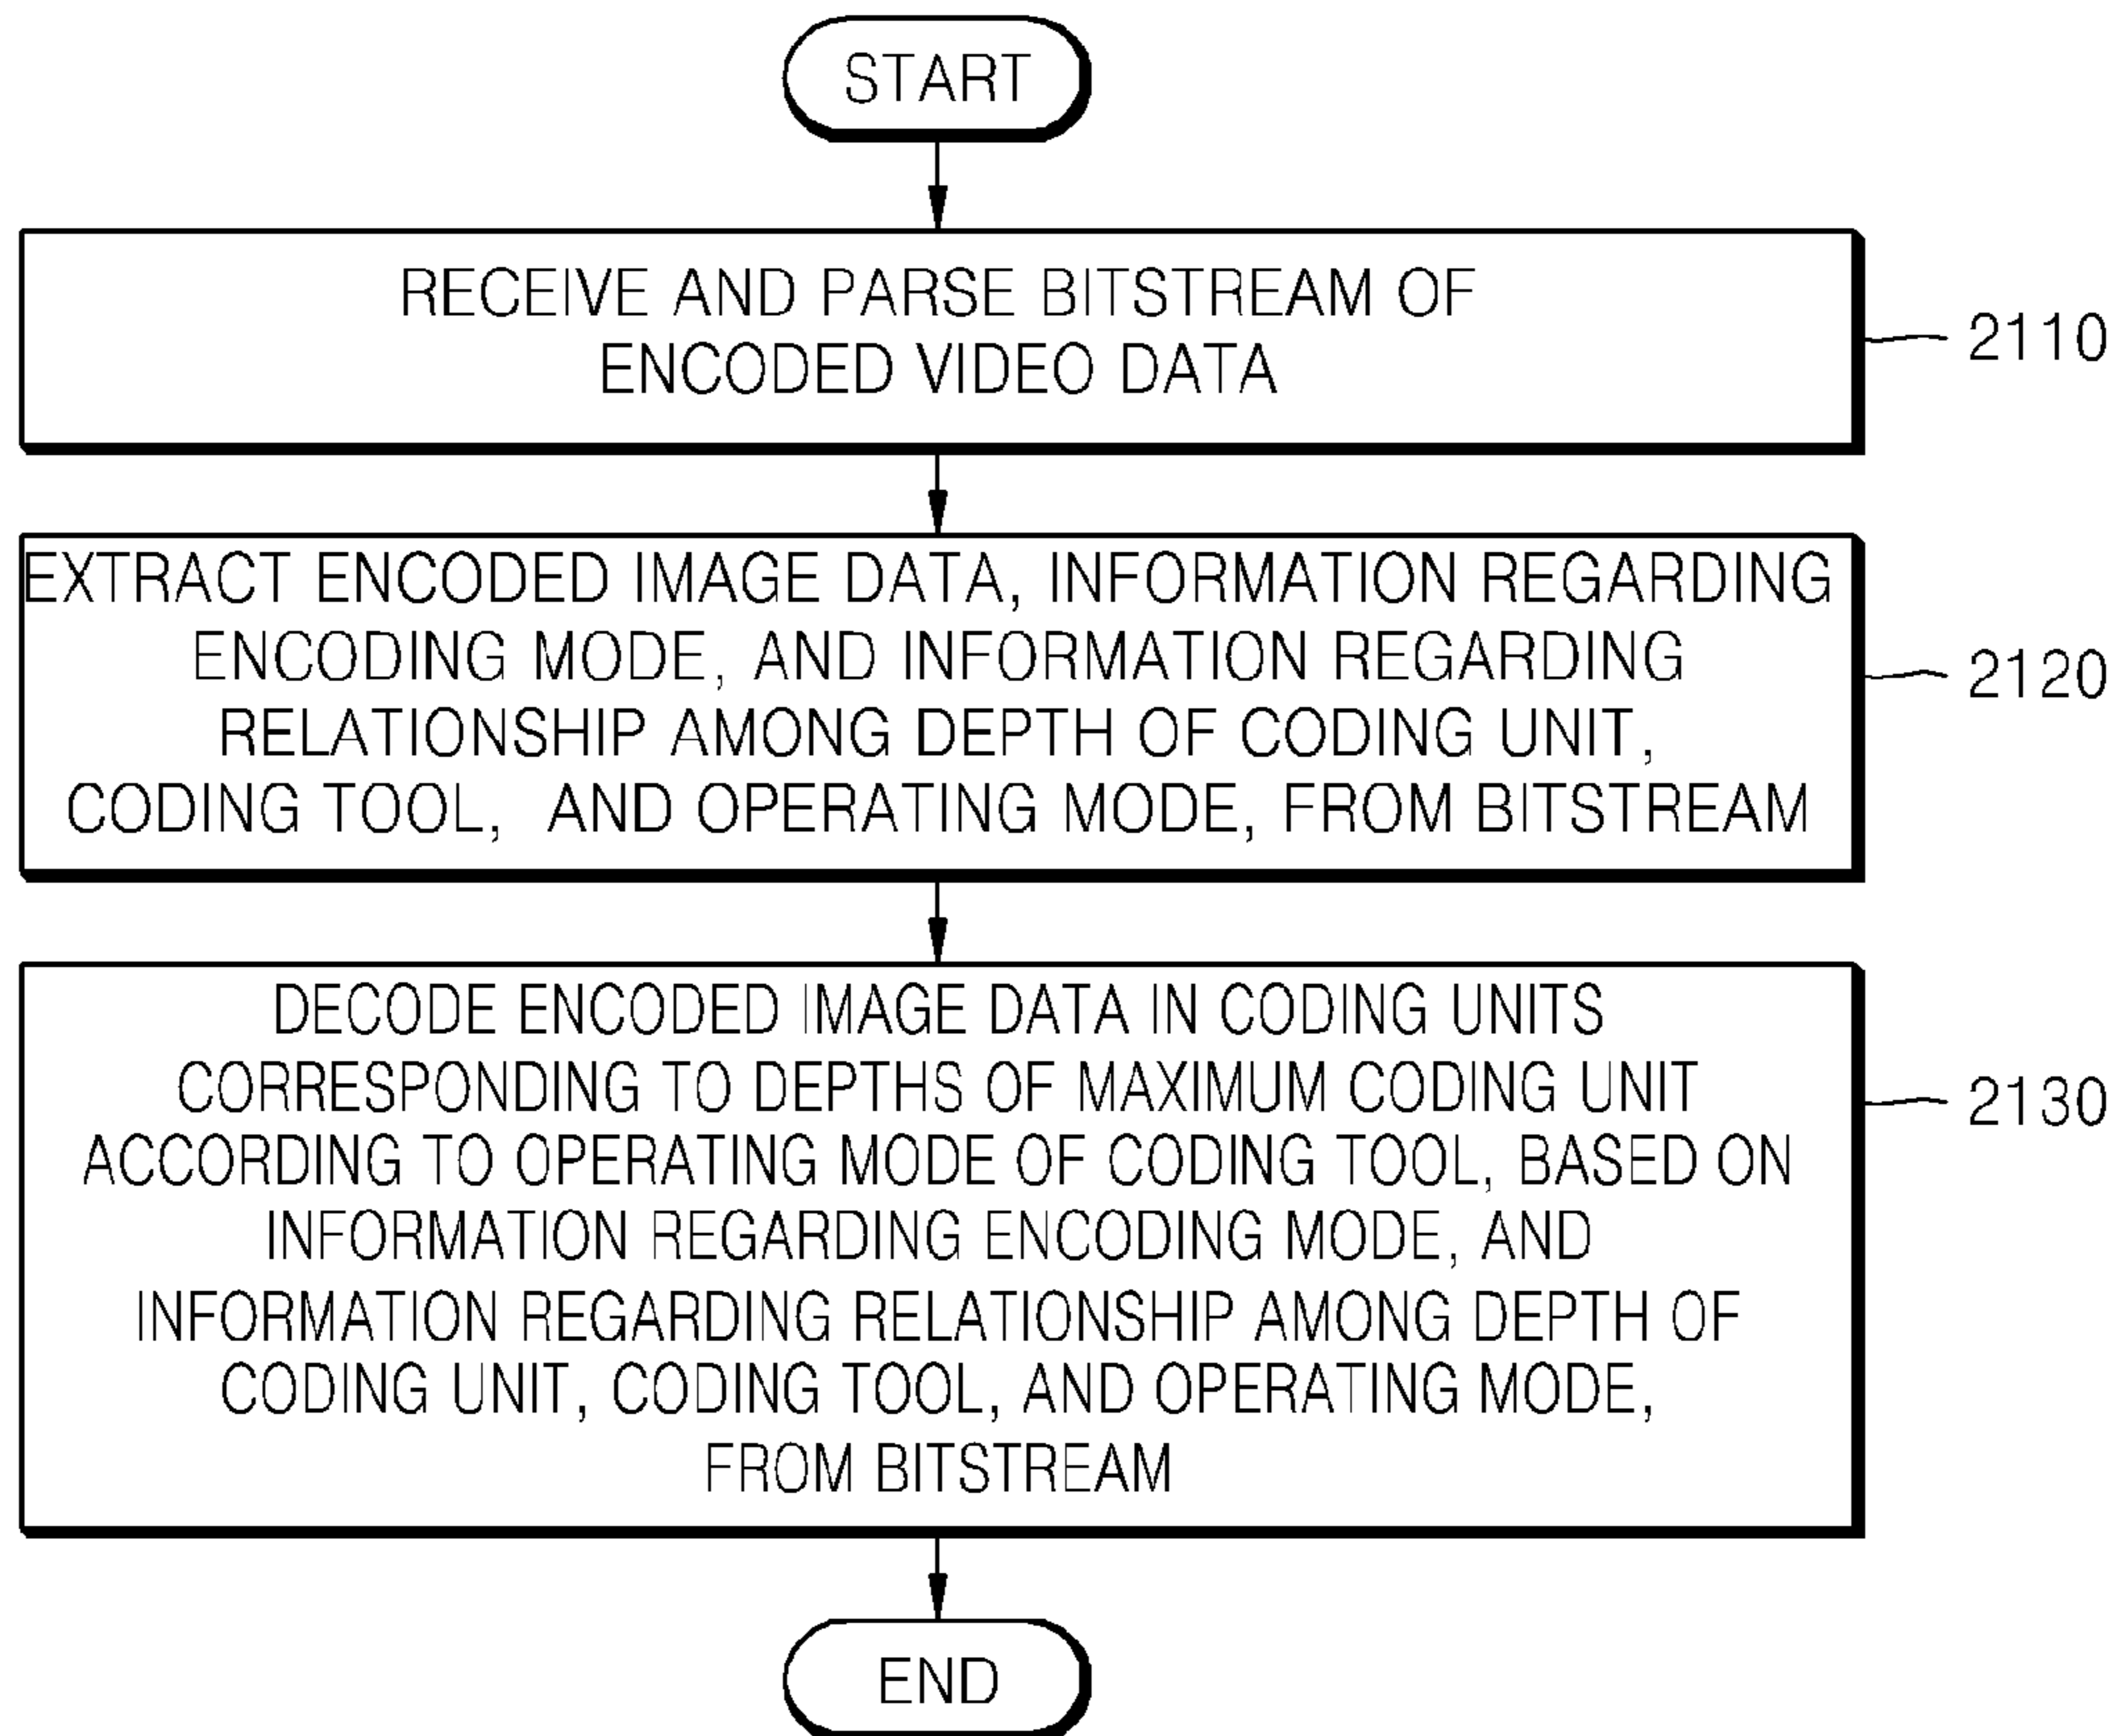 START
RECEIVE AND PARSE BITSTREAM OF
ENCODED VIDEO DATA
2110
EXTRACT ENCODED IMAGE DATA, INFORMATION REGARDING
ENCODING MODE, AND INFORMATION REGARDING
RELATIONSHIP AMONG DEPTH OF CODING UNIT,
CODING TOOL, AND OPERATING MODE, FROM BITSTREAM
2120
DECODE ENCODED IMAGE DATA IN CODING UNITS
CORRESPONDING TO DEPTHS OF MAXIMUM CODING UNIT
ACCORDING TO OPERATING MODE OF CODING TOOL, BASED ON
INFORMATION REGARDING ENCODING MODE, AND
INFORMATION REGARDING RELATIONSHIP AMONG DEPTH OF
CODING UNIT, CODING TOOL, AND OPERATING MODE,
FROM BITSTREAM
2130
END